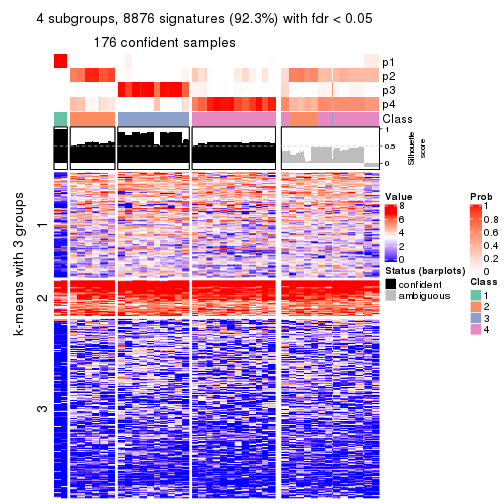 4 subgroups, 8876 signatures (92.3%) with fdr < 0.05
176 confident samples
p1
p2
p3
p4
Class
1
0.5
0
Silhouette
score
k-means with 3 groups
1
2
3
Value
8
6
4
2
0
Status (barplots)
confident
ambiguous
Prob
1
0.8
0.6
0.4
0.2
0
Class
1
2
3
4